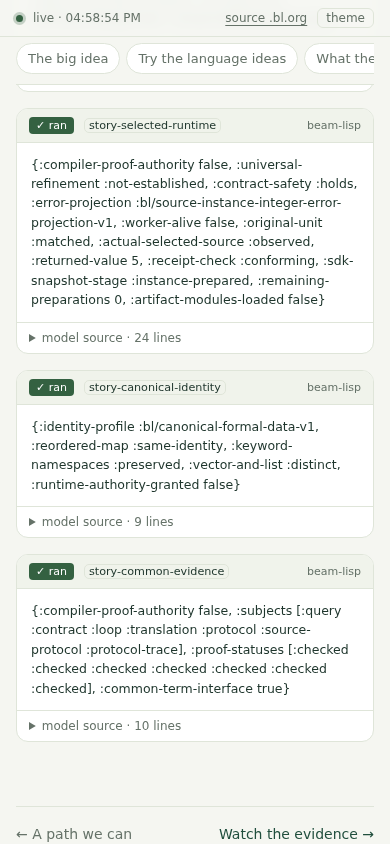 live · 04:58:54 PM source .bl.org theme
The big idea Try the language ideas What the
✓ ran story-selected-runtime beam-lisp
{:compiler-proof-authority false, :universal-
refinement :not-established, :contract-safety :holds,
:error-projection :bl/source-instance-integer-error-
projection-v1, :worker-alive false, :original-unit
:matched, :actual-selected-source :observed,
:returned-value 5, :receipt-check :conforming, :sdk-
snapshot-stage :instance-prepared, :remaining-
preparations 0, :artifact-modules-loaded false}
▶ model source · 24 lines
✓ ran story-canonical-identity beam-lisp
{:identity-profile :bl/canonical-formal-data-v1,
:reordered-map :same-identity, :keyword-
namespaces :preserved, :vector-and-list :distinct,
:runtime-authority-granted false}
▶ model source · 9 lines
✓ ran story-common-evidence beam-lisp
{:compiler-proof-authority false, :subjects [:query
:contract :loop :translation :protocol :source-
protocol :protocol-trace], :proof-statuses [:checked
:checked :checked :checked :checked :checked
:checked], :common-term-interface true}
▶ model source · 10 lines
← A path we can Watch the evidence →